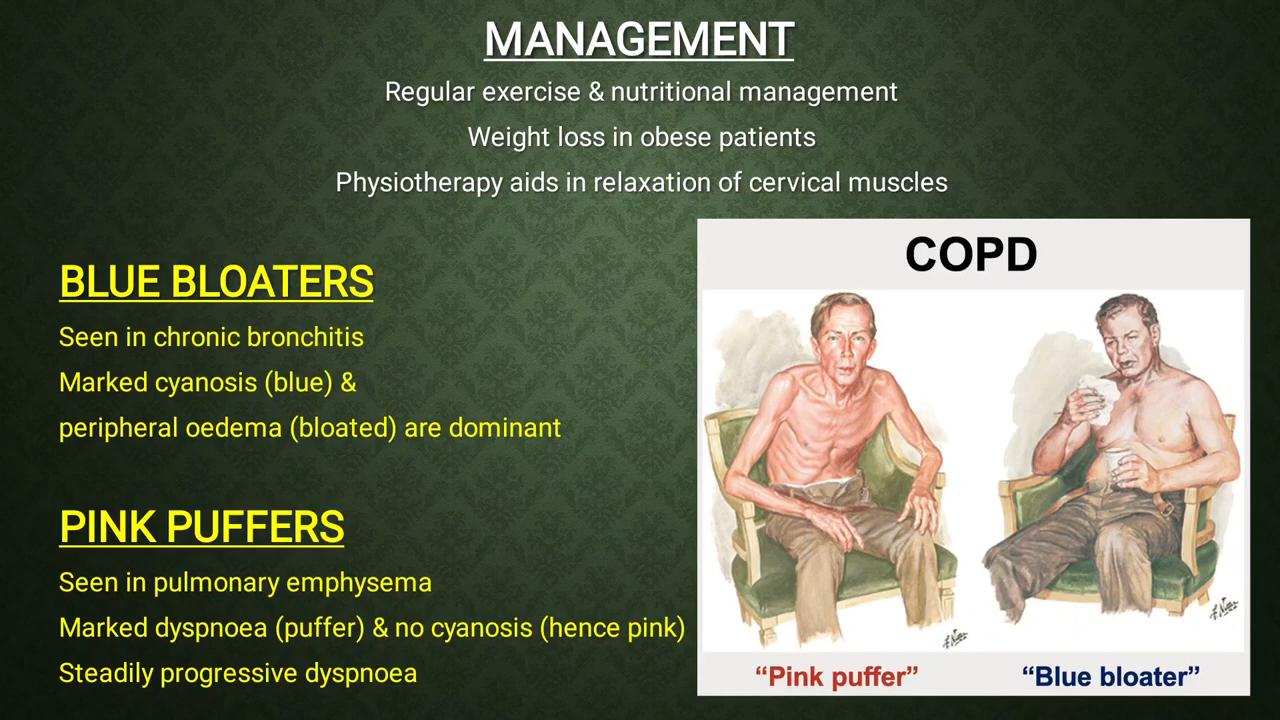 MANAGEMENT
Regular exercise & nutritional management
Weight loss in obese patients
Physiotherapy aids in relaxation of cervical muscles
BLUE BLOATERS
Seen in chronic bronchitis
Marked cyanosis (blue) &
peripheral oedema (bloated) are dominant
PINK PUFFERS
Seen in pulmonary emphysema
Marked dyspnoea (puffer) & no cyanosis (hence pink)
Steadily progressive dyspnoea
COPD
“Pink puffer”
“Blue bloater”